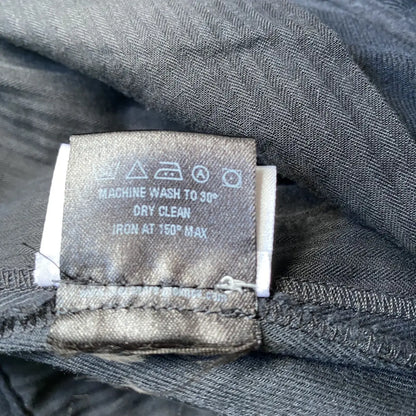 A
MACHINE WASH TO 30°
DRY CLEAN
IRON AT 150° MAX